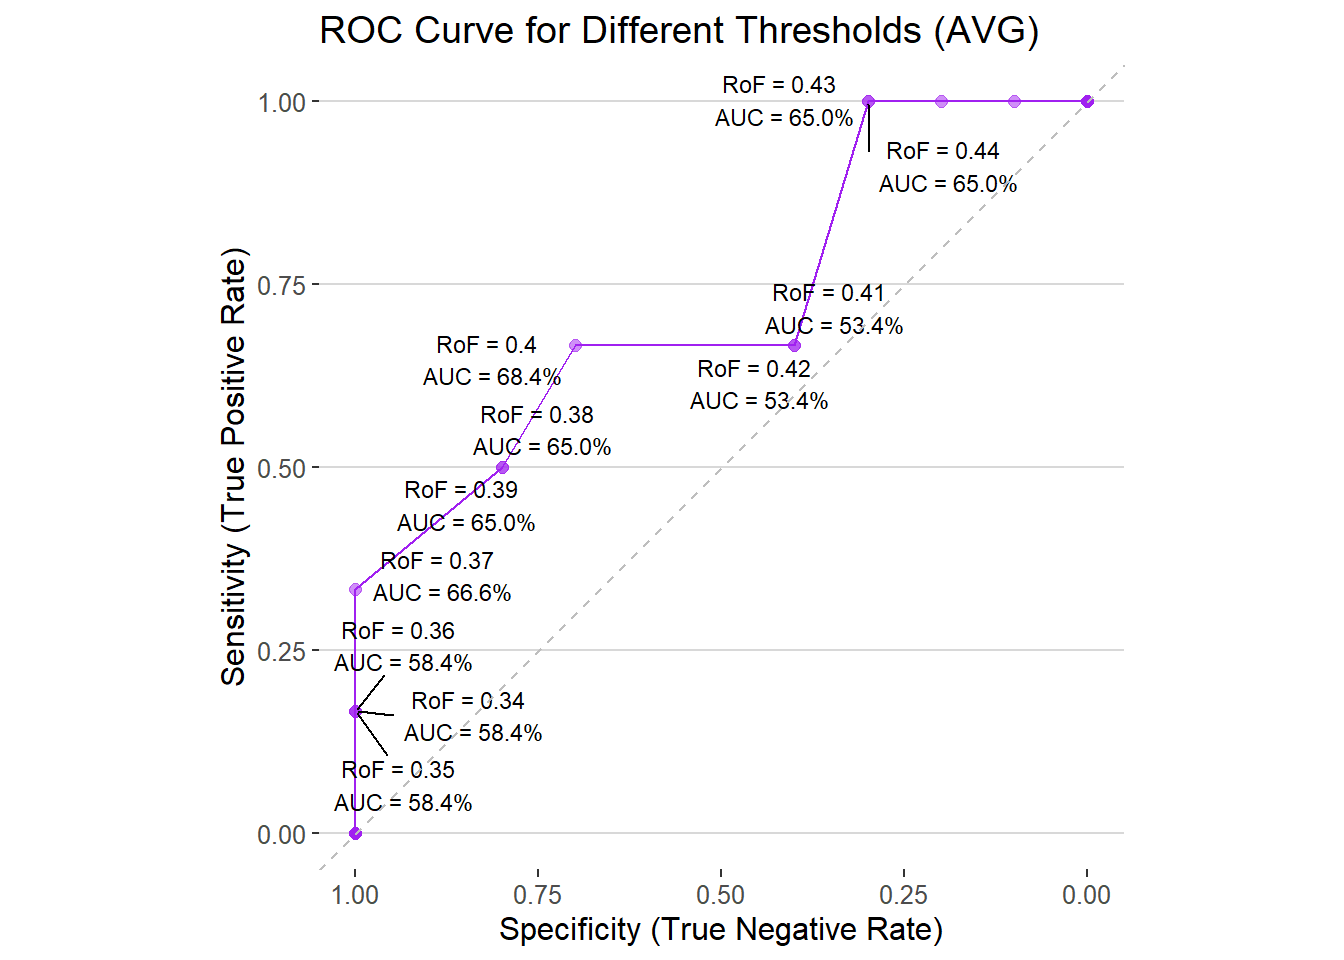 ROC Curve for Different Thresholds (AVG)
Sensitivity (True Positive Rate)
1.00
0.75
0.50
0.25
0.00
RoF = 0.43
AUC = 65.0%
RoF = 0.44
AUC = 65.0%
RoF = 0.41
AUC = 53.4%
RoF = 0.4
AUC = 68.4%
RoF = 0.42
AUC = 53.4%
RoF = 0.38
AUC = 65.0%
RoF = 0.39
AUC = 65.0%
RoF = 0.37
AUC = 66.6%
RoF = 0.36
AUC = 58.4%
RoF = 0.34
AUC = 58.4%
RoF = 0.35
AUC = 58.4%
1.00
0.75
0.50
0.25
0.00
Specificity (True Negative Rate)